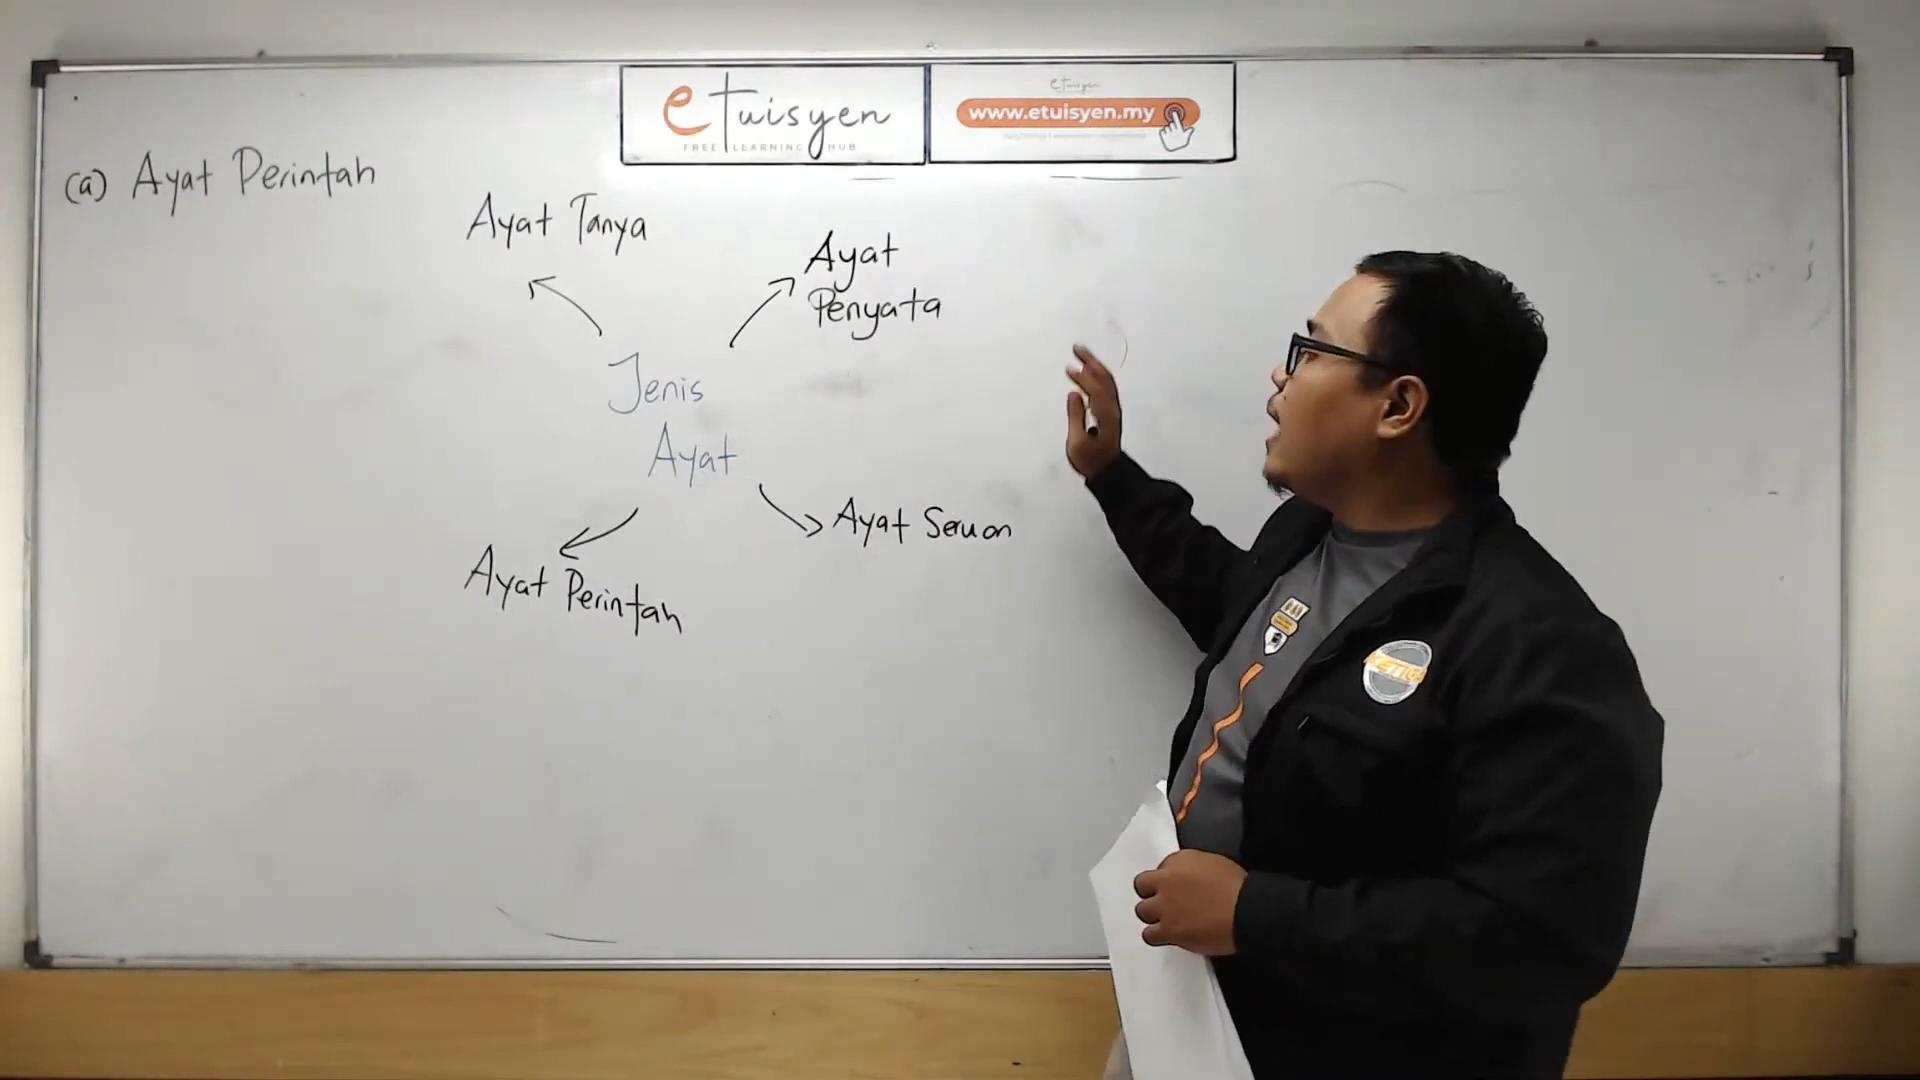 eTuisyen
FREE LEARNING HUB
etuisyen
www.etuisyen.my
(a) Ayat Perintah
Ayat Tanya
Ayat
Penyata
Jenis
Ayat
Ayat Seruan
Ayat Perintah